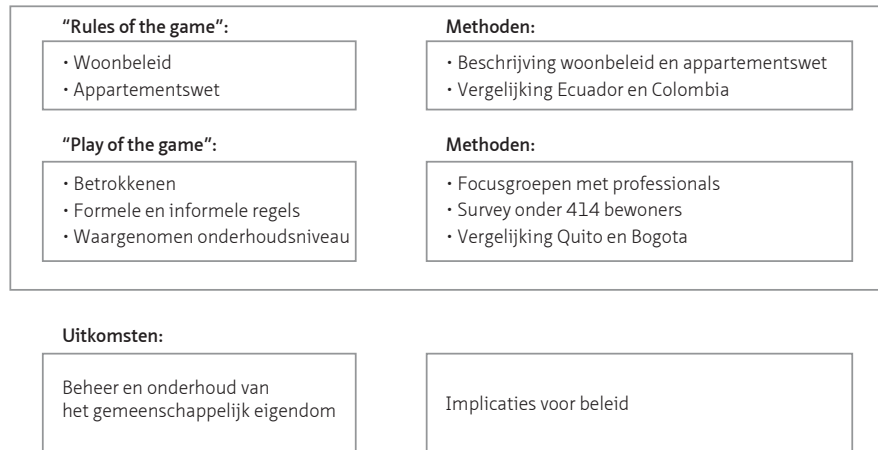 “Rules of the game”:
• Woonbeleid
• Appartementswet
Methoden:
• Beschrijving woonbeleid en appartementswet
• Vergelijking Ecuador en Colombia
“Play of the game”:
• Betrokkenen
• Formele en informele regels
• Waargenomen onderhoudsniveau
Methoden:
• Focusgroepen met professionals
• Survey onder 414 bewoners
• Vergelijking Quito en Bogota
Uitkomsten:
Beheer en onderhoud van
het gemeenschappelijk eigendom
Implicaties voor beleid